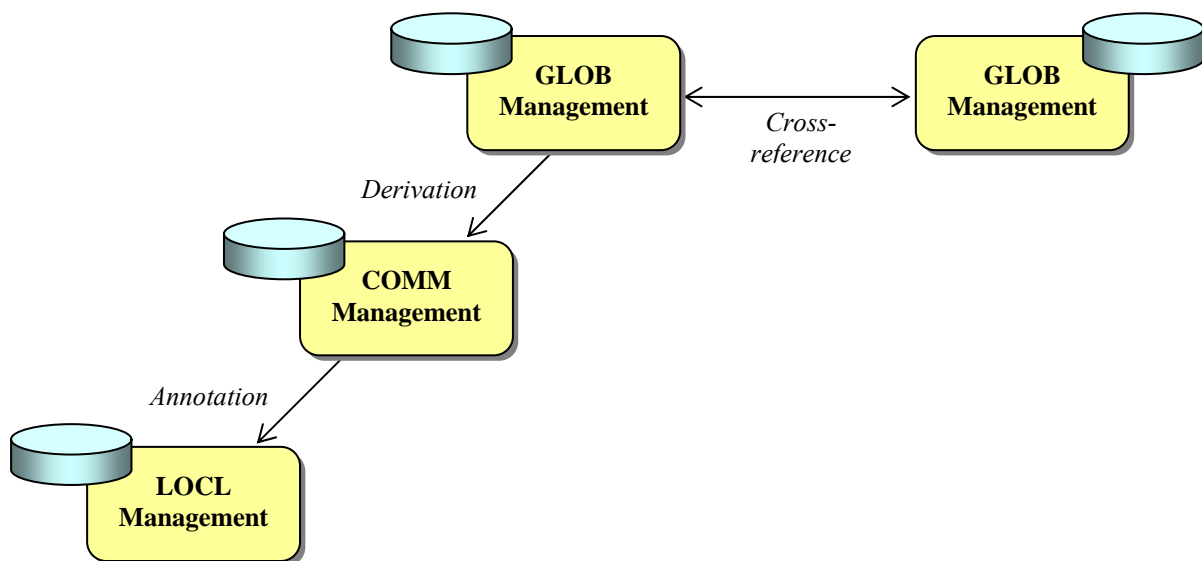 GLOB
Management
GLOB
Management
Cross-
reference
Derivation
COMM
Management
Annotation
LOCL
Management